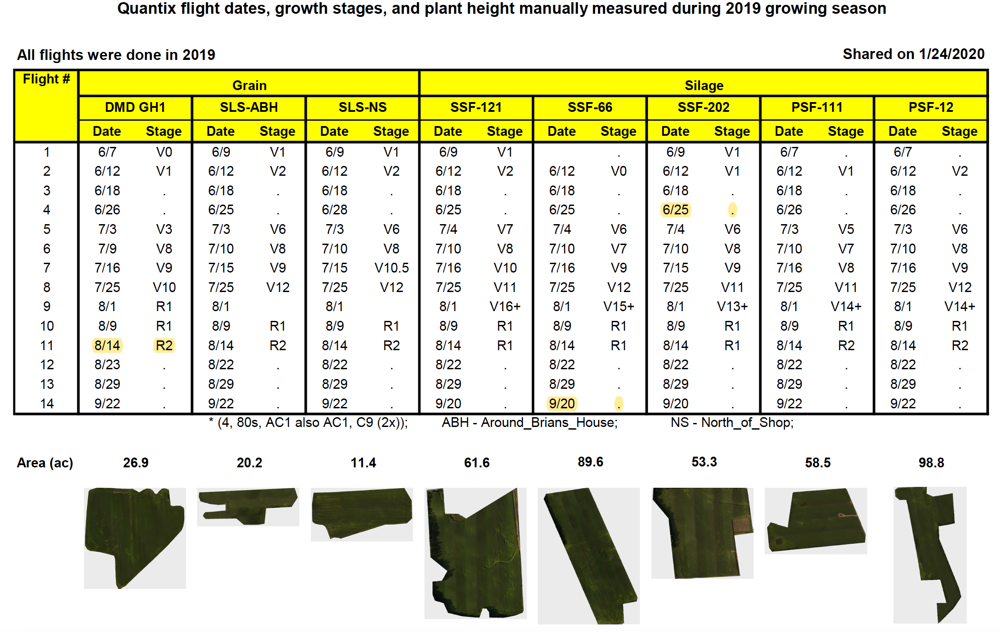 Quantix flight dates, growth stages, and plant height manually measured during 2019 growing season
All flights were done in 2019 Shared on 1/24/2020
Flight # Grain Silage
DMD GH1 SLS-ABH SLS-NS SSF-121 SSF-66 SSF-202 PSF-111 PSF-12
Date Stage Date Stage Date Stage Date Stage Date Stage Date Stage Date Stage Date Stage
1 6/7 V0 6/9 V1 6/9 V1 6/9 V1 . 6/9 V1 6/7 . 6/7 .
2 6/12 V1 6/12 V2 6/12 V2 6/12 V2 6/12 V0 6/12 V1 6/12 V1 6/12 V2
3 6/18 . 6/18 . 6/18 . 6/18 . 6/18 . 6/18 . 6/18 . 6/18 .
4 6/26 . 6/25 . 6/28 . 6/25 . 6/25 . 6/25 . 6/26 . 6/26 .
5 7/3 V3 7/3 V6 7/3 V6 7/4 V7 7/4 V6 7/4 V6 7/3 V5 7/3 V6
6 7/9 V8 7/10 V8 7/10 V8 7/10 V8 7/10 V7 7/10 V8 7/10 V7 7/10 V8
7 7/16 V9 7/15 V9 7/15 V10.5 7/16 V10 7/16 V9 7/15 V9 7/16 V8 7/16 V9
8 7/25 V10 7/25 V12 7/25 V12 7/25 V11 7/25 V12 7/25 V11 7/25 V11 7/25 V12
9 8/1 R1 8/1 8/1 8/1 V16+ 8/1 V15+ 8/1 V13+ 8/1 V14+ 8/1 V14+
10 8/9 R1 8/9 R1 8/9 R1 8/9 R1 8/9 R1 8/9 R1 8/9 R1 8/9 R1
11 8/14 R2 8/14 R2 8/14 R2 8/14 R1 8/14 R1 8/14 R1 8/14 R2 8/14 R2
12 8/23 . 8/22 . 8/22 . 8/22 . 8/22 . 8/22 . 8/22 . 8/22 .
13 8/29 . 8/29 . 8/29 . 8/29 . 8/29 . 8/29 . 8/29 . 8/29 .
14 9/22 . 9/22 . 9/22 . 9/20 . 9/20 . 9/20 . 9/22 . 9/22 .
* (4, 80s, AC1 also AC1, C9 (2x)); ABH - Around_Brians_House; NS - North_of_Shop;
Area (ac) 26.9 20.2 11.4 61.6 89.6 53.3 58.5 98.8